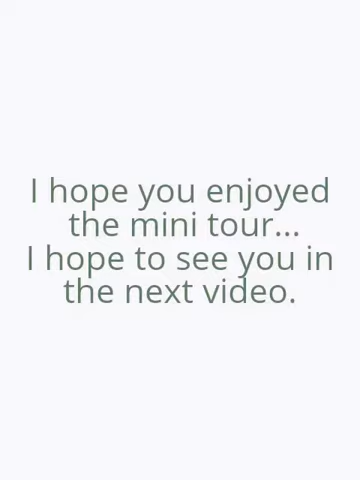 I hope you enjoyed
the mini tour...
I hope to see you in
the next video.